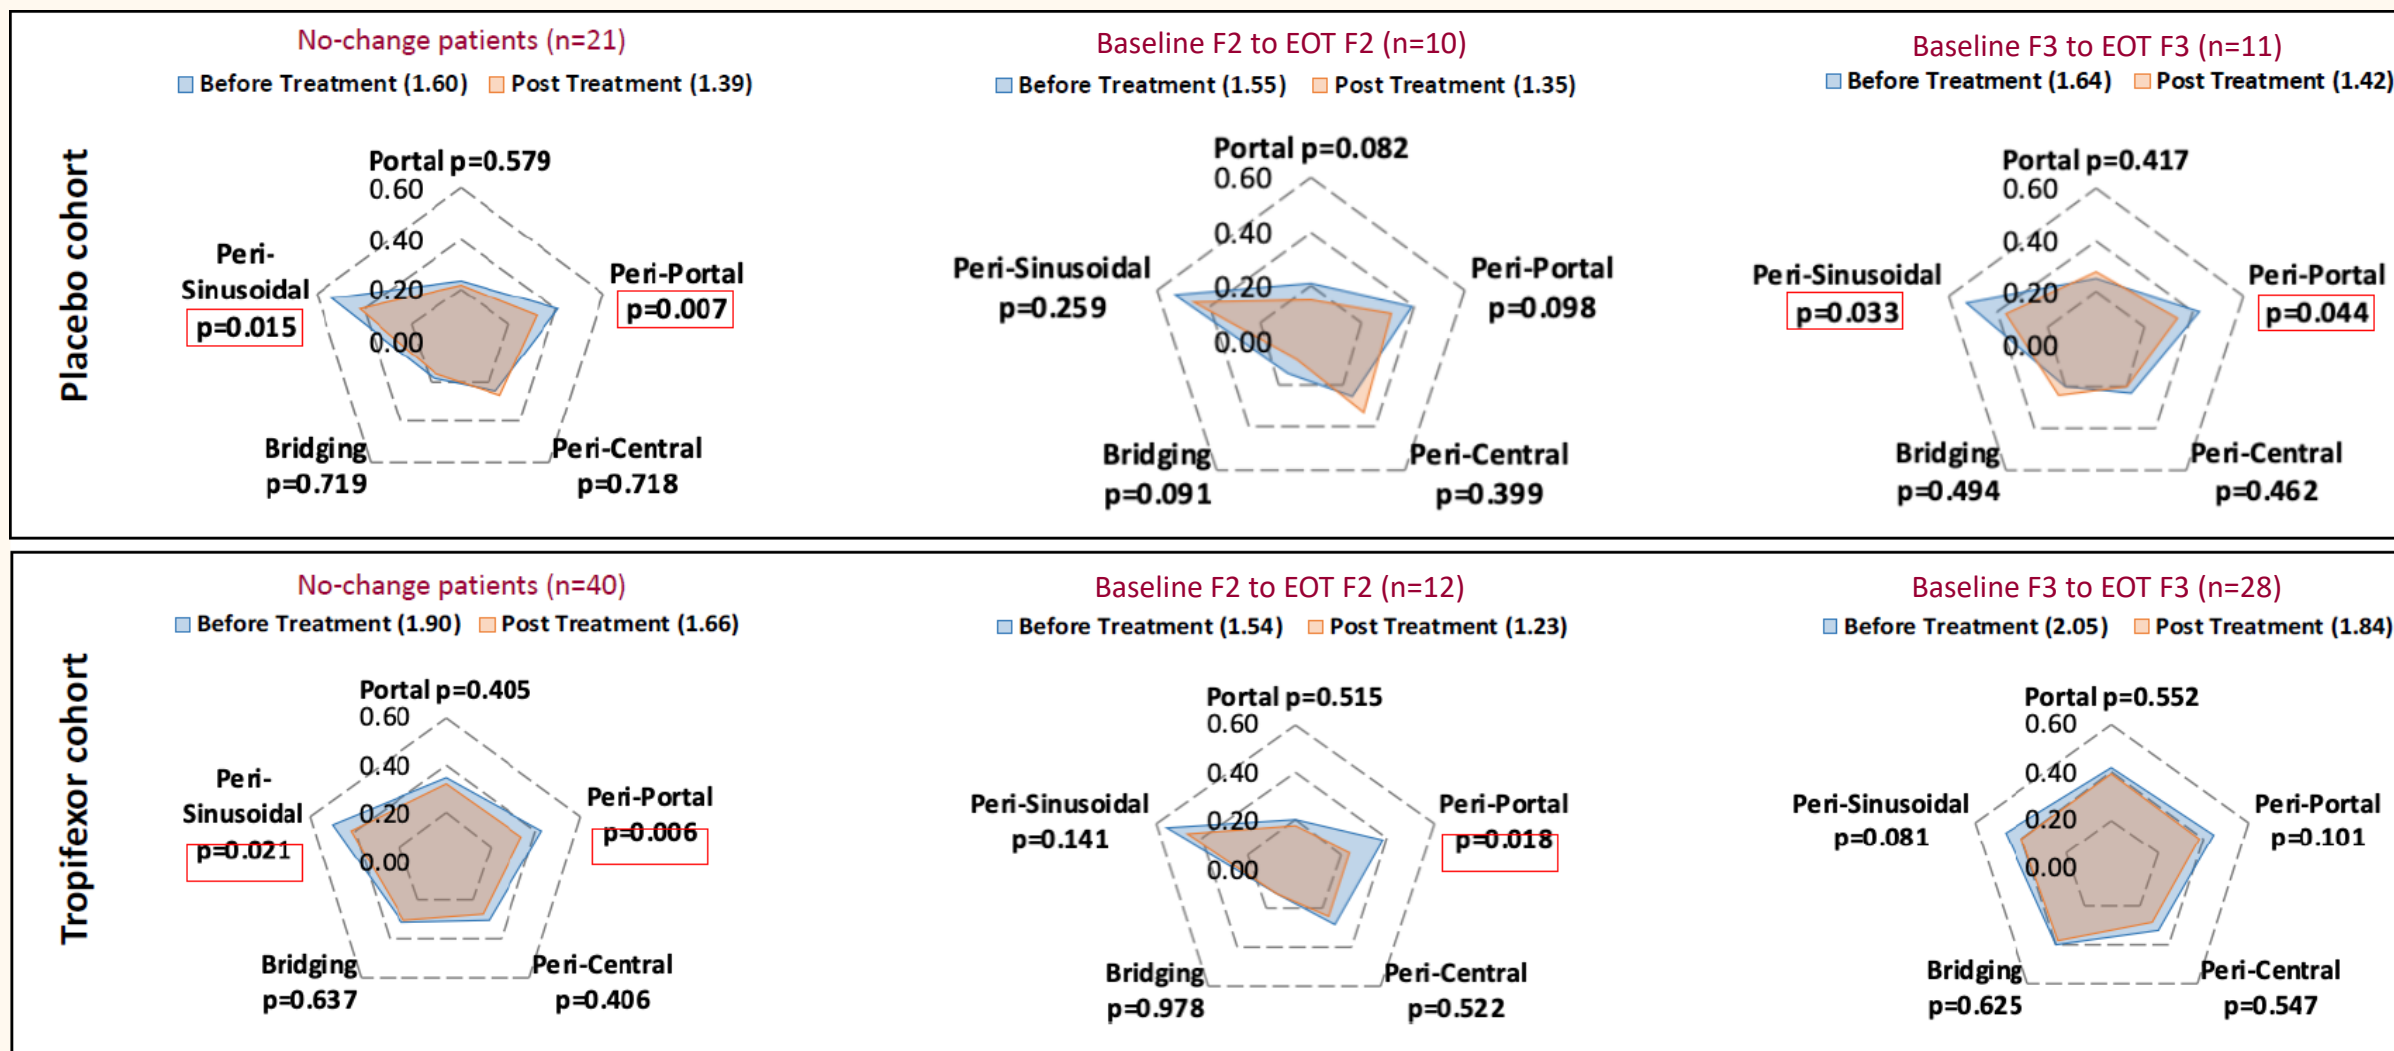 Placebo cohort
No-change patients (n=21)
Before Treatment (1.60) Post Treatment (1.39)
Portal p=0.579
0.60
0.40
0.20
0.00
Peri-
Sinusoidal
p=0.015
Peri-Portal
p=0.007
Bridging
p=0.719
Peri-Central
p=0.718
Baseline F2 to EOT F2 (n=10)
Before Treatment (1.55) Post Treatment (1.35)
Portal p=0.082
0.60
0.40
0.20
0.00
Peri-Sinusoidal
p=0.259
Peri-Portal
p=0.098
Bridging
p=0.091
Peri-Central
p=0.399
Baseline F3 to EOT F3 (n=11)
Before Treatment (1.64) Post Treatment (1.42)
Portal p=0.417
0.60
0.40
0.20
0.00
Peri-Sinusoidal
p=0.033
Peri-Portal
p=0.044
Bridging
p=0.494
Peri-Central
p=0.462
Tropifexor cohort
No-change patients (n=40)
Before Treatment (1.90) Post Treatment (1.66)
Portal p=0.405
0.60
0.40
0.20
0.00
Peri-
Sinusoidal
p=0.021
Peri-Portal
p=0.006
Bridging
p=0.637
Peri-Central
p=0.406
Baseline F2 to EOT F2 (n=12)
Before Treatment (1.54) Post Treatment (1.23)
Portal p=0.515
0.60
0.40
0.20
0.00
Peri-Sinusoidal
p=0.141
Peri-Portal
p=0.018
Bridging
p=0.978
Peri-Central
p=0.522
Baseline F3 to EOT F3 (n=28)
Before Treatment (2.05) Post Treatment (1.84)
Portal p=0.552
0.60
0.40
0.20
0.00
Peri-Sinusoidal
p=0.081
Peri-Portal
p=0.101
Bridging
p=0.625
Peri-Central
p=0.547